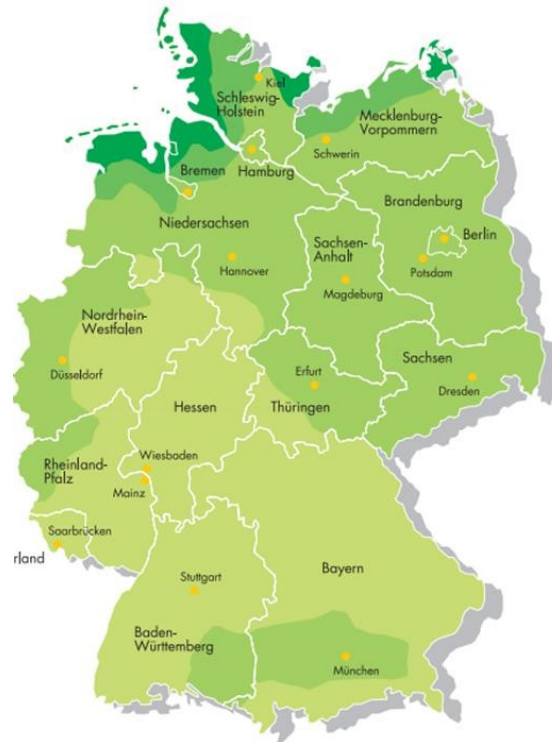 Kiel
Schleswig-
Holstein
Mecklenburg-
Vorpommern
Schwerin
Hamburg
Bremen
Brandenburg
Niedersachsen
Berlin
Sachsen-
Anhalt
Hannover
Potsdam
Magdeburg
Nordrhein-
Westfalen
Sachsen
Düsseldorf
Erfurt
Dresden
Hessen
Thüringen
Wiesbaden
Rheinland-
Pfalz
Mainz
Saarbrücken
rland
Bayern
Stuttgart
Baden-
Württemberg
München